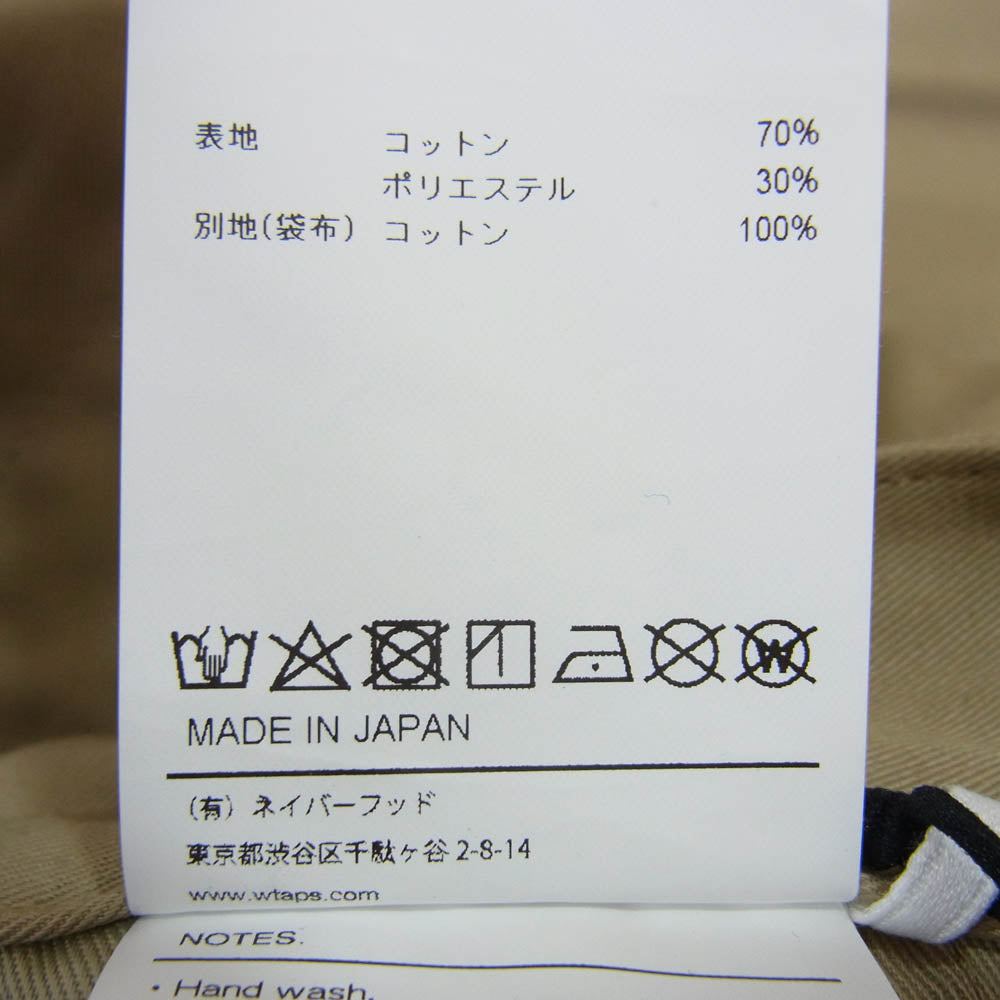 表地 コットン 70%
ポリエステル 30%
別地(袋布) コットン 100%
MADE IN JAPAN
(有) ネイバーフッド
東京都渋谷区千駄ヶ谷 2-8-14
www.wtaps.com
NOTES.
・Hand wash.